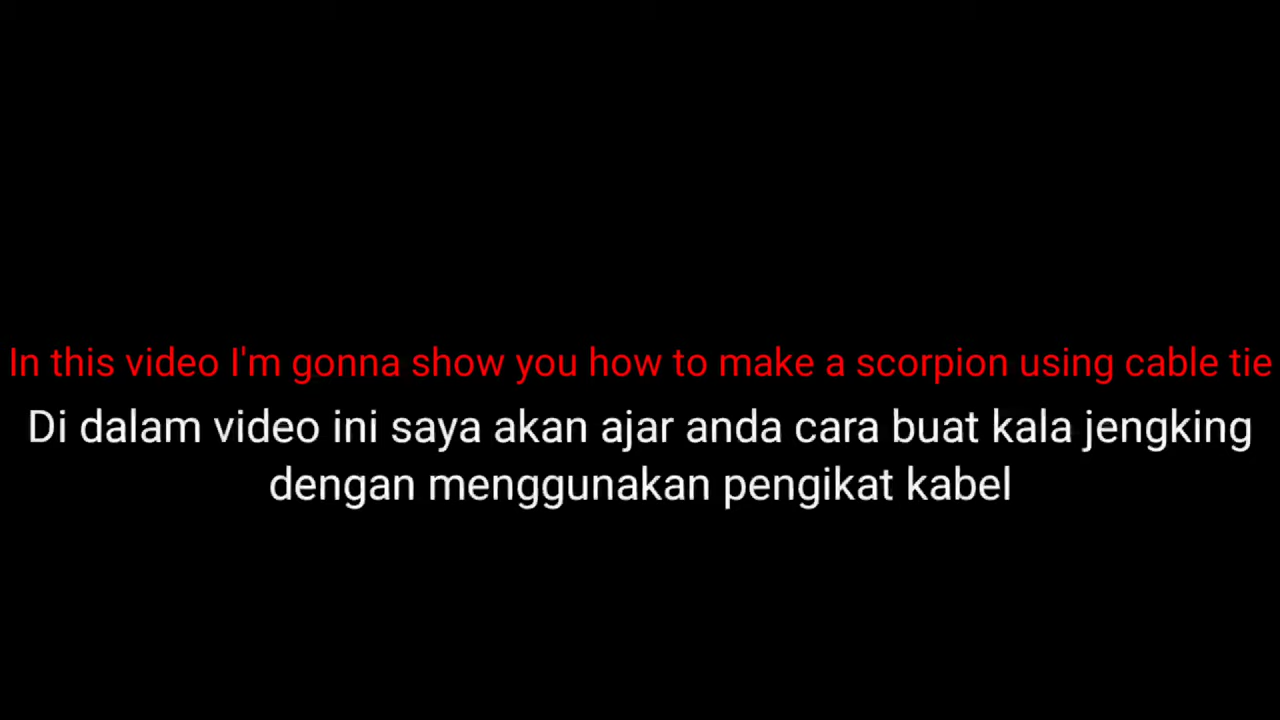 In this video I'm gonna show you how to make a scorpion using cable tie
Di dalam video ini saya akan ajar anda cara buat kala jengking
dengan menggunakan pengikat kabel